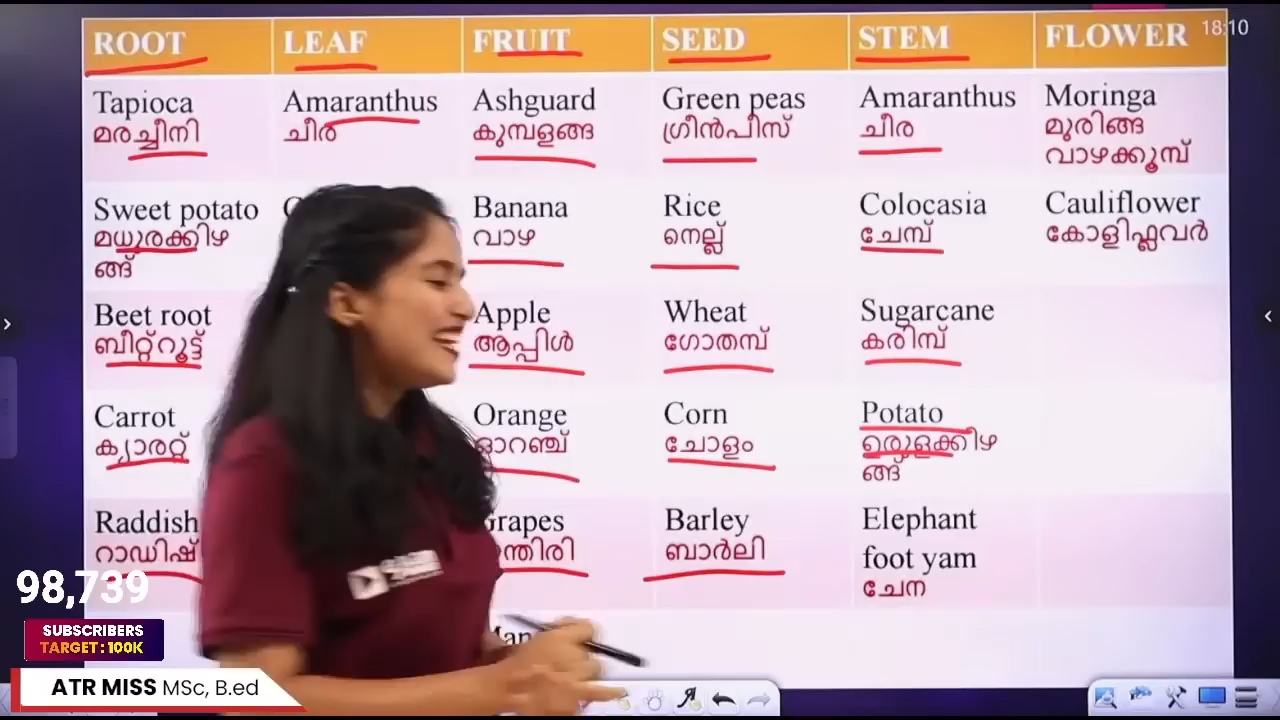 18:10
ROOT LEAF FRUIT SEED STEM FLOWER
Tapioca Amaranthus Ashguard Green peas Amaranthus Moringa
മരച്ചീനി ചീര കുമ്പളങ്ങ ഗ്രീൻപീസ് ചീര മുരിങ്ങ
വാഴക്കൂമ്പ്
Sweet potato Banana Rice Colocasia Cauliflower
മധുരക്കിഴ വാഴ നെല്ല് ചേമ്പ് കോളിഫ്ലവർ
ങ്ങ്
Beet root Apple Wheat Sugarcane
ബീറ്റ്റൂട്ട് ആപ്പിൾ ഗോതമ്പ് കരിമ്പ്
Carrot Orange Corn Potato
ക്യാരറ്റ് ഓറഞ്ച് ചോളം ഉരുളക്കിഴ
ങ്ങ്
Raddish Grapes Barley Elephant
റാഡിഷ് ബാർലി foot yam
ചേന
98,739
SUBSCRIBERS
TARGET : 100K
ATR MISS MSc, B.ed